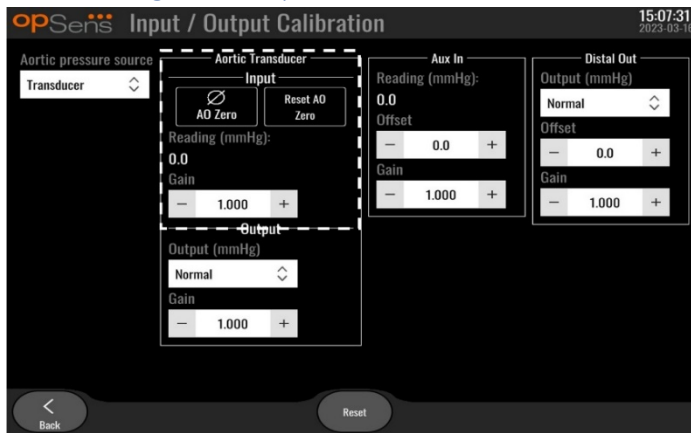 opSens Input / Output Calibration
15:07:31
2023-03-16
Aortic pressure source
Transducer
Aortic Transducer
Input
AO Zero
Reset AO
Zero
Reading (mmHg):
0.0
Gain
− 1.000 +
Output
Output (mmHg)
Normal
Gain
− 1.000 +
Aux In
Reading (mmHg):
0.0
Offset
− 0.0 +
Gain
− 1.000 +
Distal Out
Output (mmHg)
Normal
Offset
− 0.0 +
Gain
− 1.000 +
Back
Reset